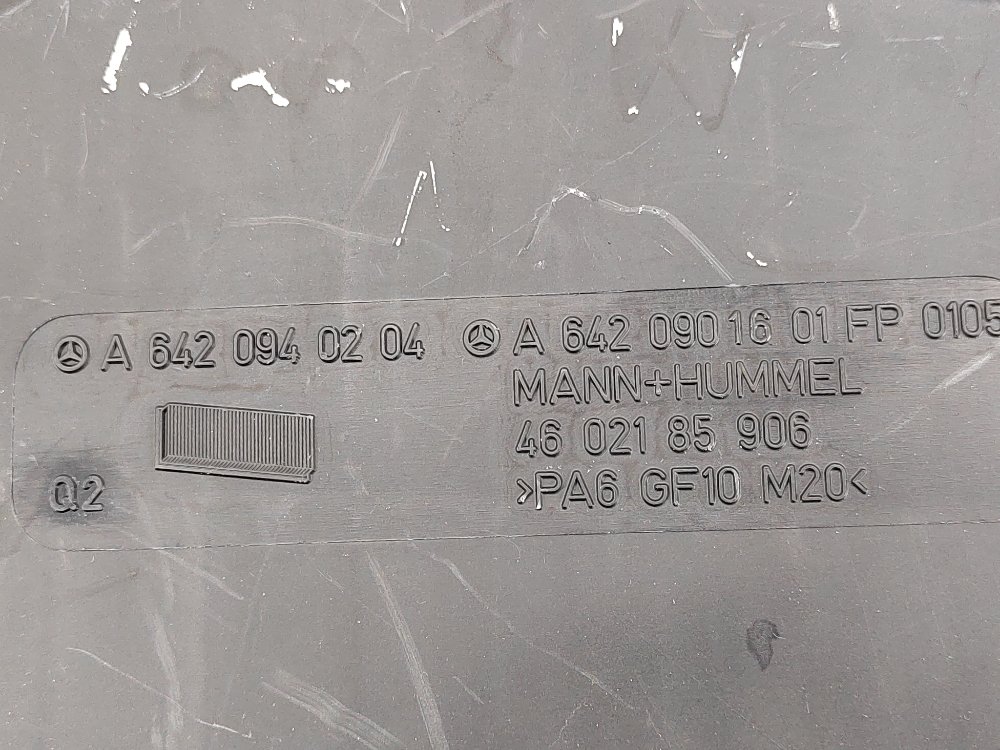 A 642 094 02 04
A 642 090 16 01 FP 0105
MANN+HUMMEL
46 021 85 906
>PA6 GF10 M20<
Q2